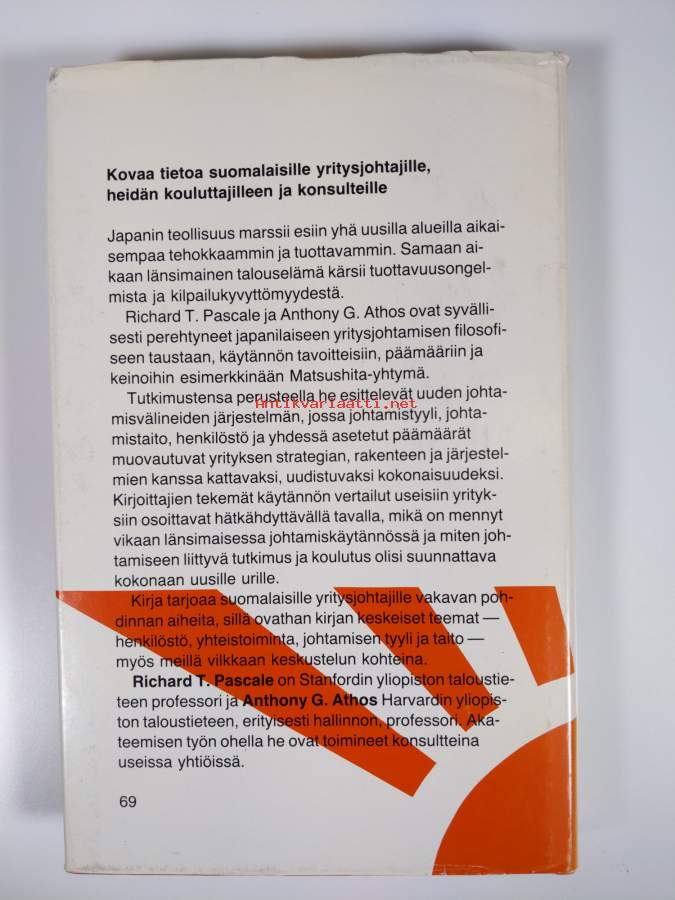 Kovaa tietoa suomalaisille yritysjohtajille,
heidän kouluttajilleen ja konsulteille
Japanin teollisuus marssii esiin yhä uusilla alueilla aikai-
sempaa tehokkaammin ja tuottavammin. Samaan ai-
kaan länsimainen talouselämä kärsii tuottavuusongel-
mista ja kilpailukyvyttömyydestä.
Richard T. Pascale ja Anthony G. Athos ovat syväl-
lisesti perehtyneet japanilaiseen yritysjohtamisen filosofi-
seen taustaan, käytännön tavoitteisiin, päämääriin ja
keinoihin esimerkkinään Matsushita-yhtymä.
Tutkimustensa perusteella he esittelevät uuden johta-
Antikvariaatti.net
misvälineiden järjestelmän, jossa johtamistyyli, johta-
mistaito, henkilöstö ja yhdessä asetetut päämäärät
muovautuvat yrityksen strategian, rakenteen ja järjestel-
mien kanssa kattavaksi, uudistuvaksi kokonaisuudeksi.
Kirjoittajien tekemät käytännön vertailut useisiin yrityk-
siin osoittavat hätkähdyttävällä tavalla, mikä on mennyt
vikaan länsimaisessa johtamiskäytännössä ja miten joh-
tamiseen liittyvä tutkimus ja koulutus olisi suunnattava
kokonaan uusille urille.
Kirja tarjoaa suomalaisille yritysjohtajille vakavan poh-
dinnan aiheita, sillä ovathan kirjan keskeiset teemat —
henkilöstö, yhteistoiminta, johtamisen tyyli ja taito —
myös meillä vilkkaan keskustelun kohteina.
Richard T. Pascale on Stanfordin yliopiston taloustie-
teen professori ja Anthony G. Athos Harvardin yliopis-
ton taloustieteen, erityisesti hallinnon, professori. Aka-
teemisen työn ohella he ovat toimineet konsultteina
useissa yhtiöissä.
69